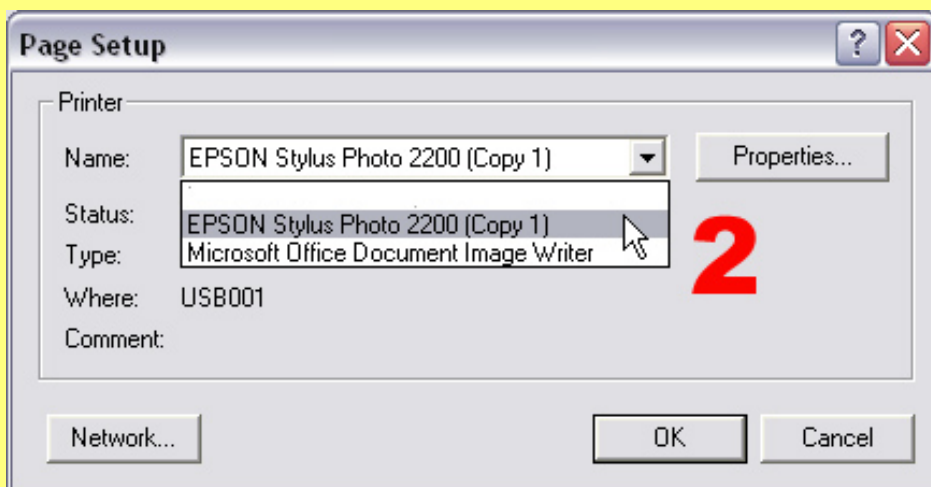 Page Setup
?
Printer
Name: EPSON Stylus Photo 2200 (Copy 1) Properties...
Status:
EPSON Stylus Photo 2200 (Copy 1)
Type: Microsoft Office Document Image Writer
2
Where: USB001
Comment:
Network... OK Cancel